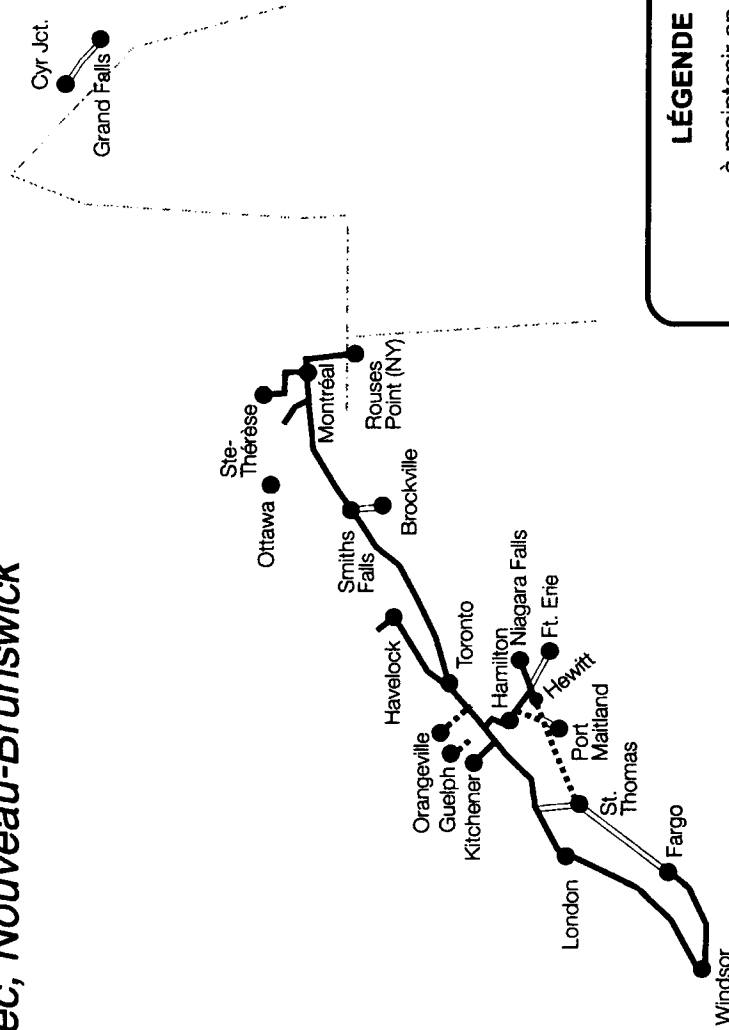 ec, Nouveau-Brunswick
Cyr Jct.
Grand Falls
Ste-
Thérèse
Ottawa
Montréal
Rouses
Point (NY)
Smiths
Falls
Brockville
Havelock
Toronto
Orangeville
Guelph
Kitchener
Hamilton
Niagara Falls
Ft. Erie
Hewitt
Port
Maitland
St.
Thomas
London
Fargo
Windsor
LÉGENDE
à maintenir en